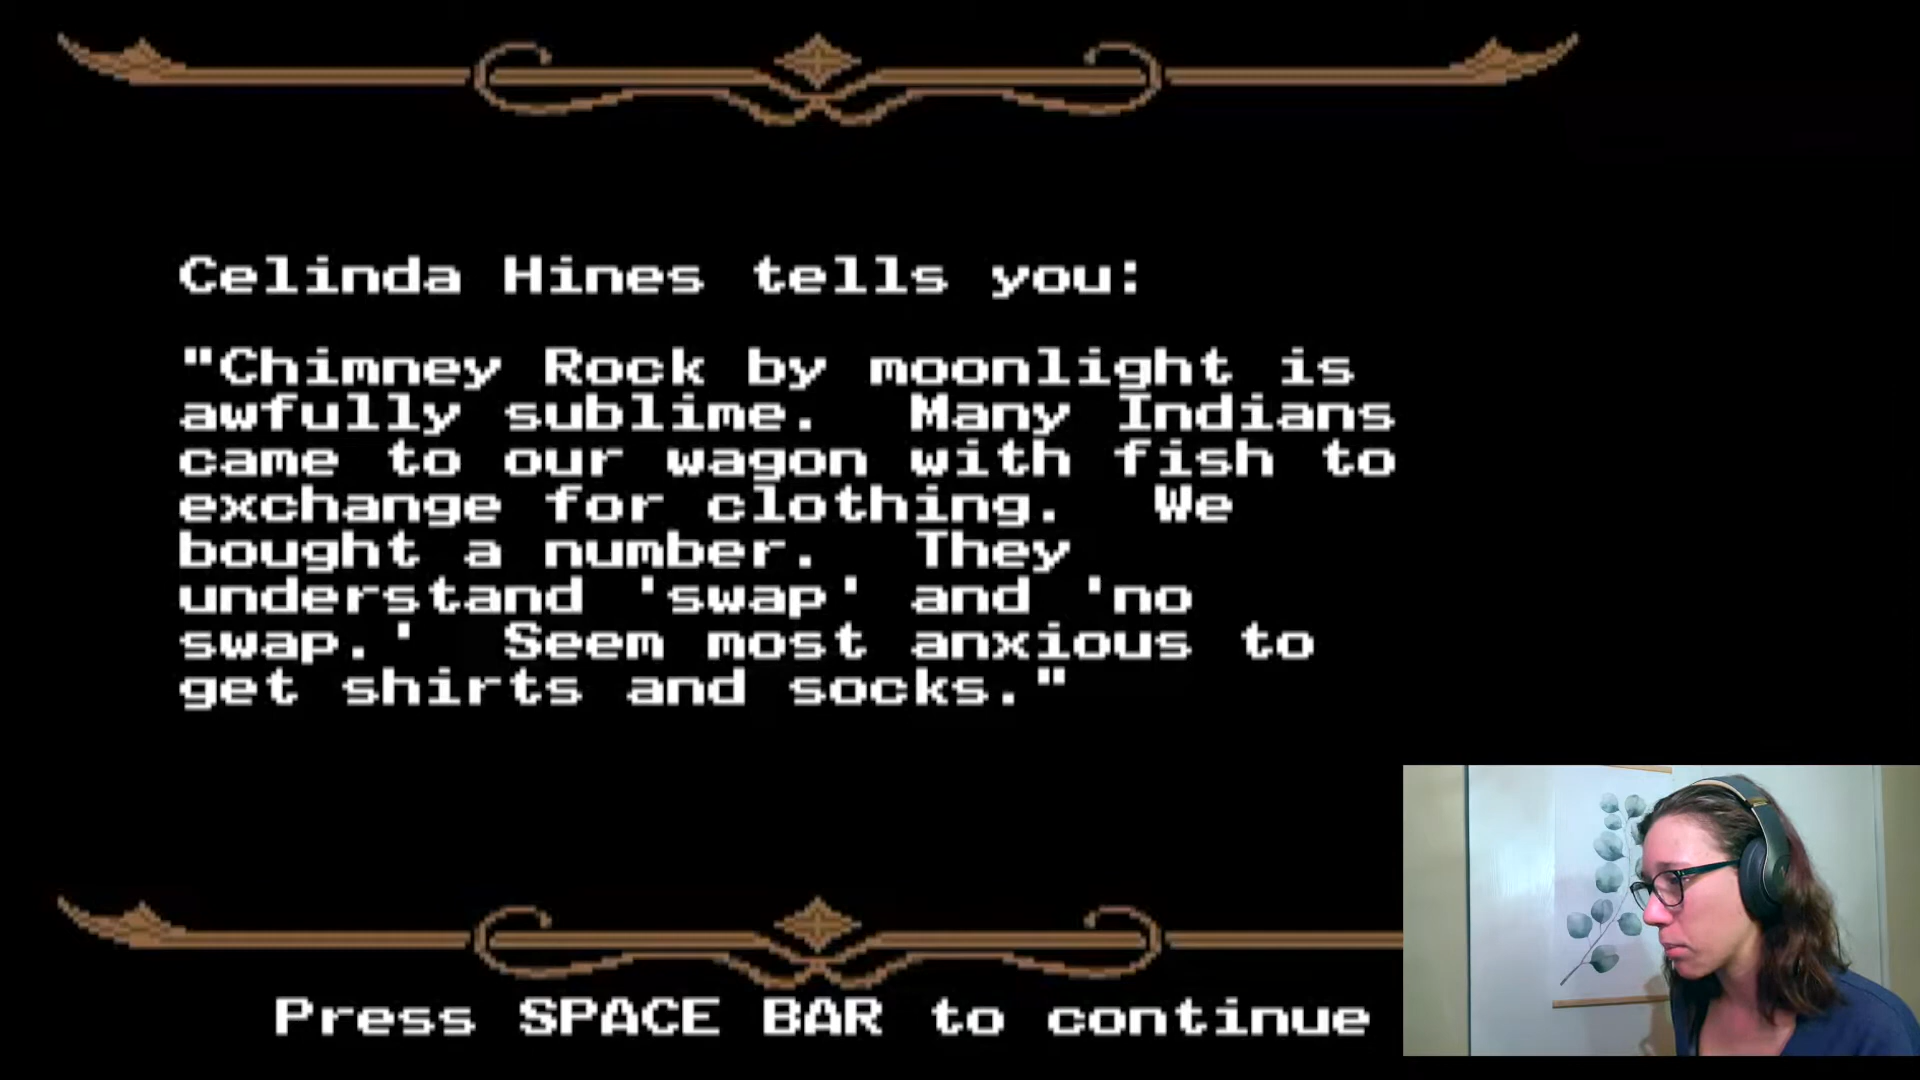 Celinda Hines tells you:
"Chimney Rock by moonlight is
awfully sublime.  Many Indians
came to our wagon with fish to
exchange for clothing.  We
bought a number.  They
understand 'swap' and 'no
swap.'  Seem most anxious to
get shirts and socks."
Press SPACE BAR to continue